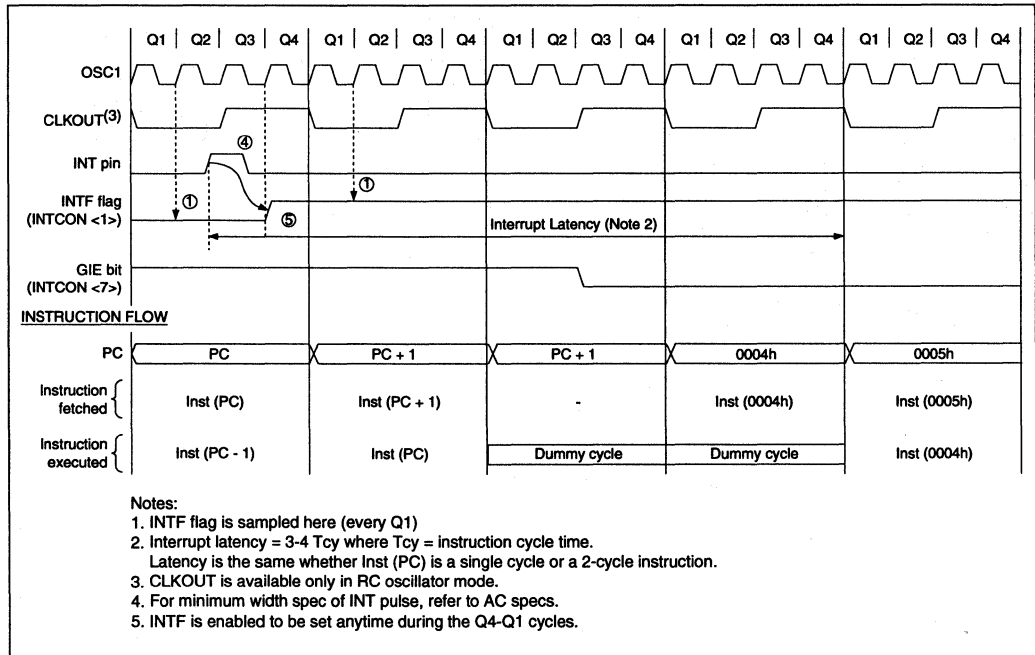 Q1 Q2 Q3 Q4 Q1 Q2 Q3 Q4 Q1 Q2 Q3 Q4 Q1 Q2 Q3 Q4 Q1 Q2 Q3 Q4
OSC1
CLKOUT(3)
④
INT pin
①
①
INTF flag
(INTCON <1>)
⑤
Interrupt Latency (Note 2)
GIE bit
(INTCON <7>)
INSTRUCTION FLOW
PC PC PC + 1 PC + 1 0004h 0005h
Instruction
fetched
Inst (PC) Inst (PC + 1) - Inst (0004h) Inst (0005h)
Instruction
executed
Inst (PC - 1) Inst (PC) Dummy cycle Dummy cycle Inst (0004h)
Notes:
1. INTF flag is sampled here (every Q1)
2. Interrupt latency = 3-4 Tcy where Tcy = instruction cycle time.
Latency is the same whether Inst (PC) is a single cycle or a 2-cycle instruction.
3. CLKOUT is available only in RC oscillator mode.
4. For minimum width spec of INT pulse, refer to AC specs.
5. INTF is enabled to be set anytime during the Q4-Q1 cycles.